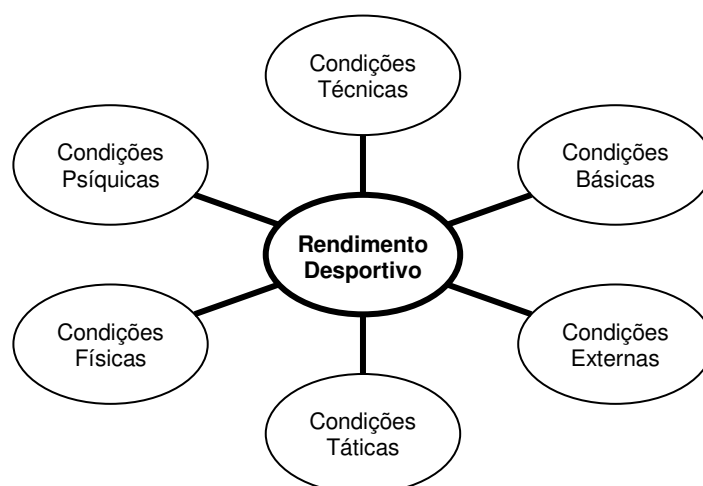 Condições
Técnicas
Condições
Psíquicas
Condições
Básicas
Rendimento
Desportivo
Condições
Físicas
Condições
Externas
Condições
Táticas